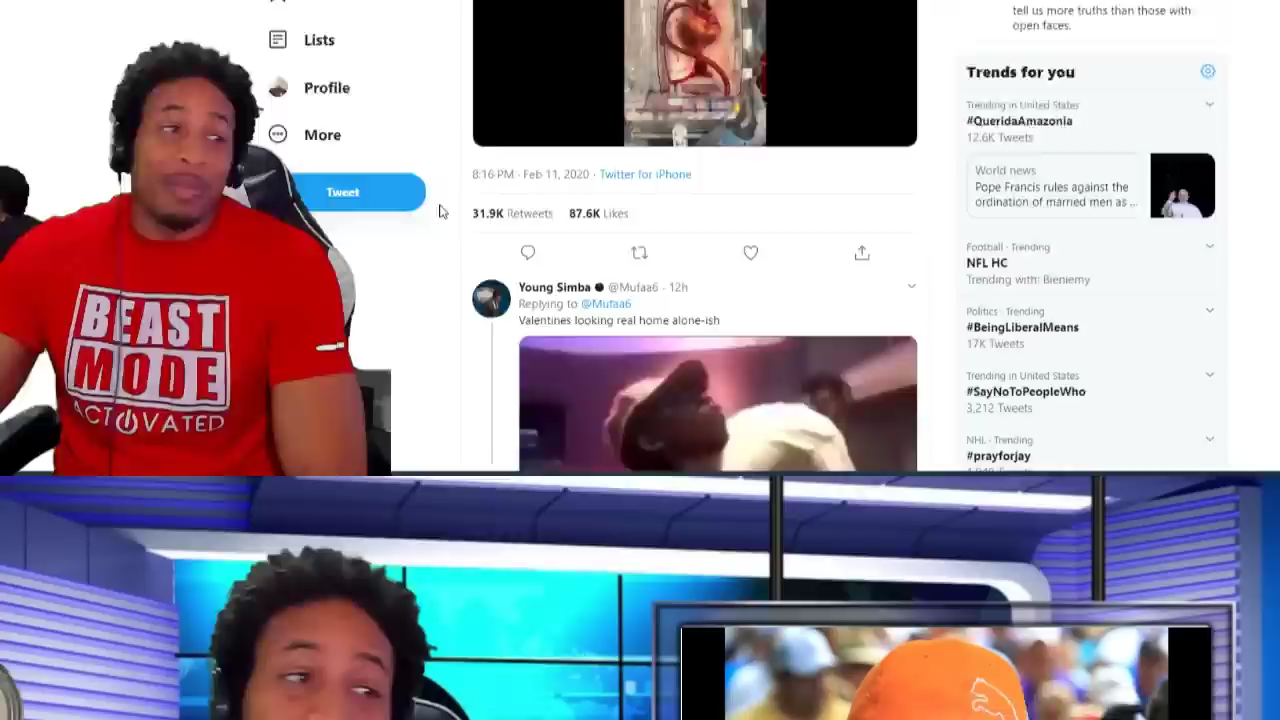 Lists
Profile
More
Tweet
BEAST
MODE
ACTIVATED
8:16 PM · Feb 11, 2020 · Twitter for iPhone
31.9K Retweets 87.6K Likes
Young Simba @Mufaa6 · 12h
Replying to @Mufaa6
Valentines looking real home alone-ish
tell us more truths than those with
open faces.
Trends for you
Trending in United States
#QueridaAmazonia
12.6K Tweets
World news
Pope Francis rules against the
ordination of married men as ...
Football · Trending
NFL HC
Trending with: Bieniemy
Politics · Trending
#BeingLiberalMeans
17K Tweets
Trending in United States
#SayNoToPeopleWho
3,212 Tweets
NHL · Trending
#prayforjay